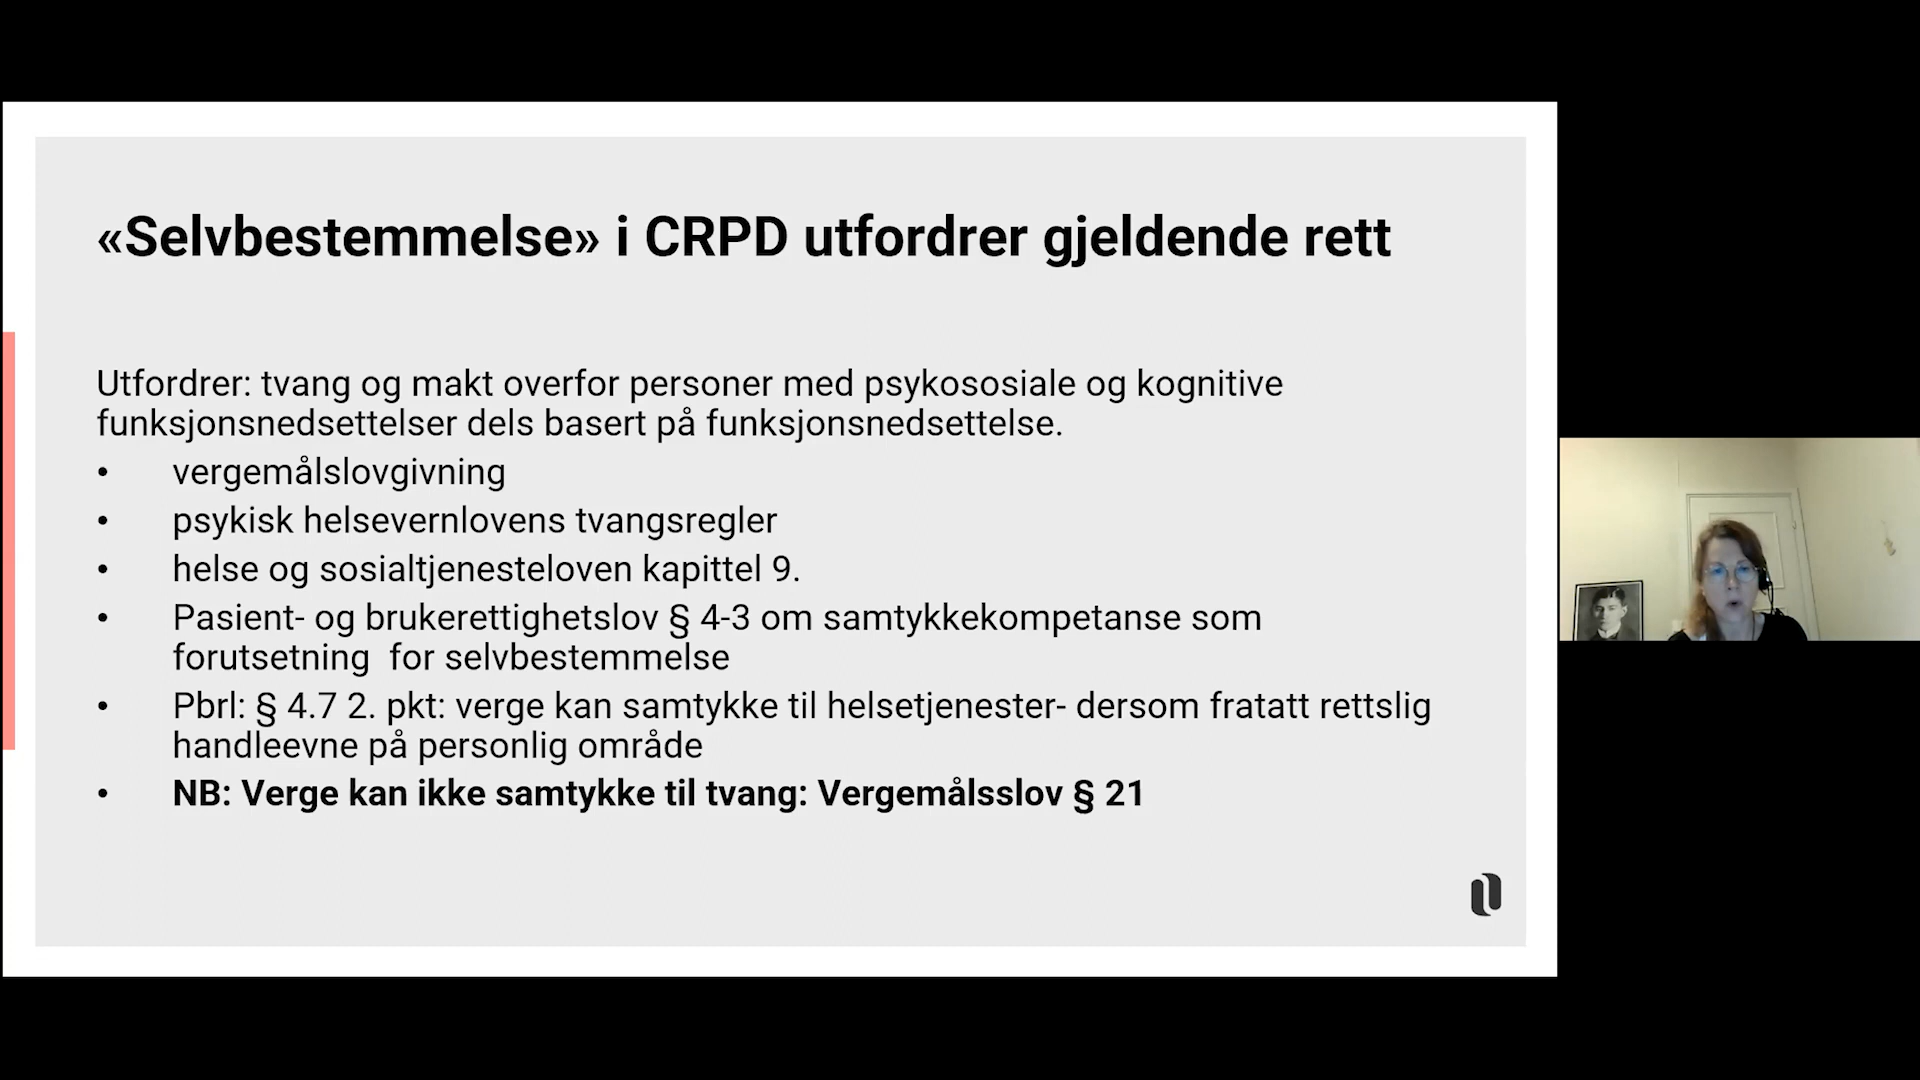 «Selvbestemmelse» i CRPD utfordrer gjeldende rett
Utfordrer: tvang og makt overfor personer med psykososiale og kognitive
funksjonsnedsettelser dels basert på funksjonsnedsettelse.
• vergemålslovgivning
• psykisk helsevernlovens tvangsregler
• helse og sosialtjenesteloven kapittel 9.
• Pasient- og brukerettighetslov § 4-3 om samtykkekompetanse som
forutsetning  for selvbestemmelse
• Pbrl: § 4.7 2. pkt: verge kan samtykke til helsetjenester- dersom fratatt rettslig
handleevne på personlig område
• NB: Verge kan ikke samtykke til tvang: Vergemålsslov § 21